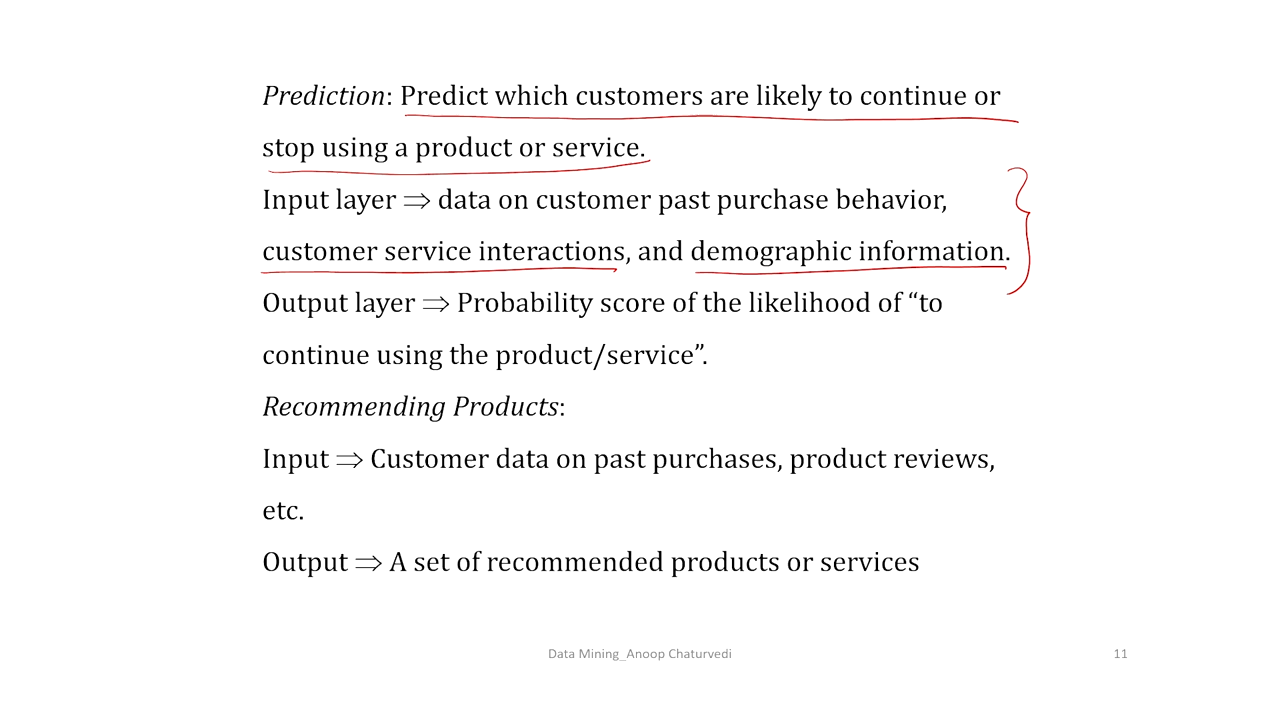 Prediction: Predict which customers are likely to continue or
stop using a product or service.
Input layer ⇒ data on customer past purchase behavior,
customer service interactions, and demographic information.
Output layer ⇒ Probability score of the likelihood of “to
continue using the product/service”.
Recommending Products:
Input ⇒ Customer data on past purchases, product reviews,
etc.
Output ⇒ A set of recommended products or services
Data Mining_Anoop Chaturvedi
11